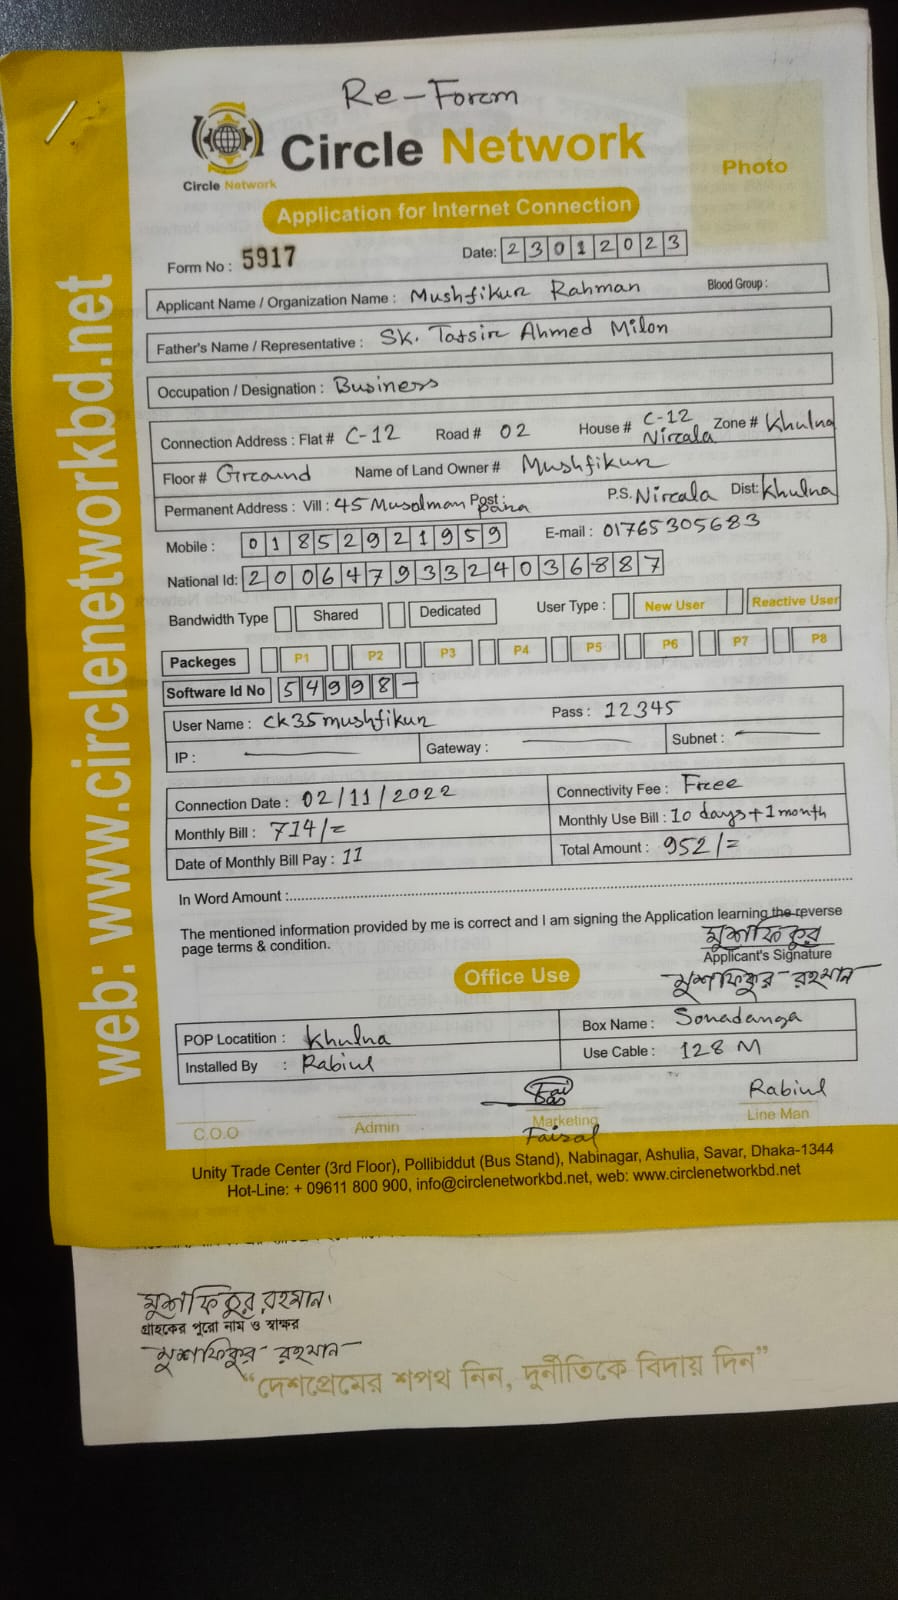 Re-Form
Circle Network
Circle Network
Photo
Application for Internet Connection
Form No : 5917
Date: 23012023
Applicant Name / Organization Name : Mushfikur Rahman Blood Group :
Father's Name / Representative : SK. Tatsir Ahmed Milon
Occupation / Designation : Business
Connection Address : Flat # C-12 Road # 02 House # C-12 Nirala Zone # Khulna
Floor # Ground Name of Land Owner # Mushfikur
Permanent Address : Vill : 45 Musolman Post : para P.S. Nirala Dist: Khulna
Mobile : 01852921959 E-mail : 01765305683
National Id: 20064793324036887
Bandwidth Type Shared Dedicated User Type : New User Reactive User
Packeges P1 P2 P3 P4 P5 P6 P7 P8
Software Id No 54998-
User Name : ck35mushfikur Pass : 12345
IP : — Gateway : — Subnet : —
Connection Date : 02/11/2022 Connectivity Fee : Free
Monthly Bill : 714/= Monthly Use Bill : 10 days+1month
Date of Monthly Bill Pay : 11 Total Amount : 952/=
In Word Amount :
The mentioned information provided by me is correct and I am signing the Application learning the reverse
page terms & condition.
মুশফিকুর
Applicant's Signature
মুশফিকুর রহমান
Office Use
POP Locatition : Khulna Box Name : Sonadanga
Installed By : Rabiul Use Cable : 128 M
C.O.O Admin Marketing Line Man
Faisal Rabiul
Unity Trade Center (3rd Floor), Pollibiddut (Bus Stand), Nabinagar, Ashulia, Savar, Dhaka-1344
Hot-Line: + 09611 800 900, info@circlenetworkbd.net, web: www.circlenetworkbd.net
web: www.circlenetworkbd.net
মুশফিকুর রহমান।
গ্রাহকের পুরো নাম ও স্বাক্ষর
মুশফিকুর রহমান
“দেশপ্রেমের শপথ নিন, দুর্নীতিকে বিদায় দিন”